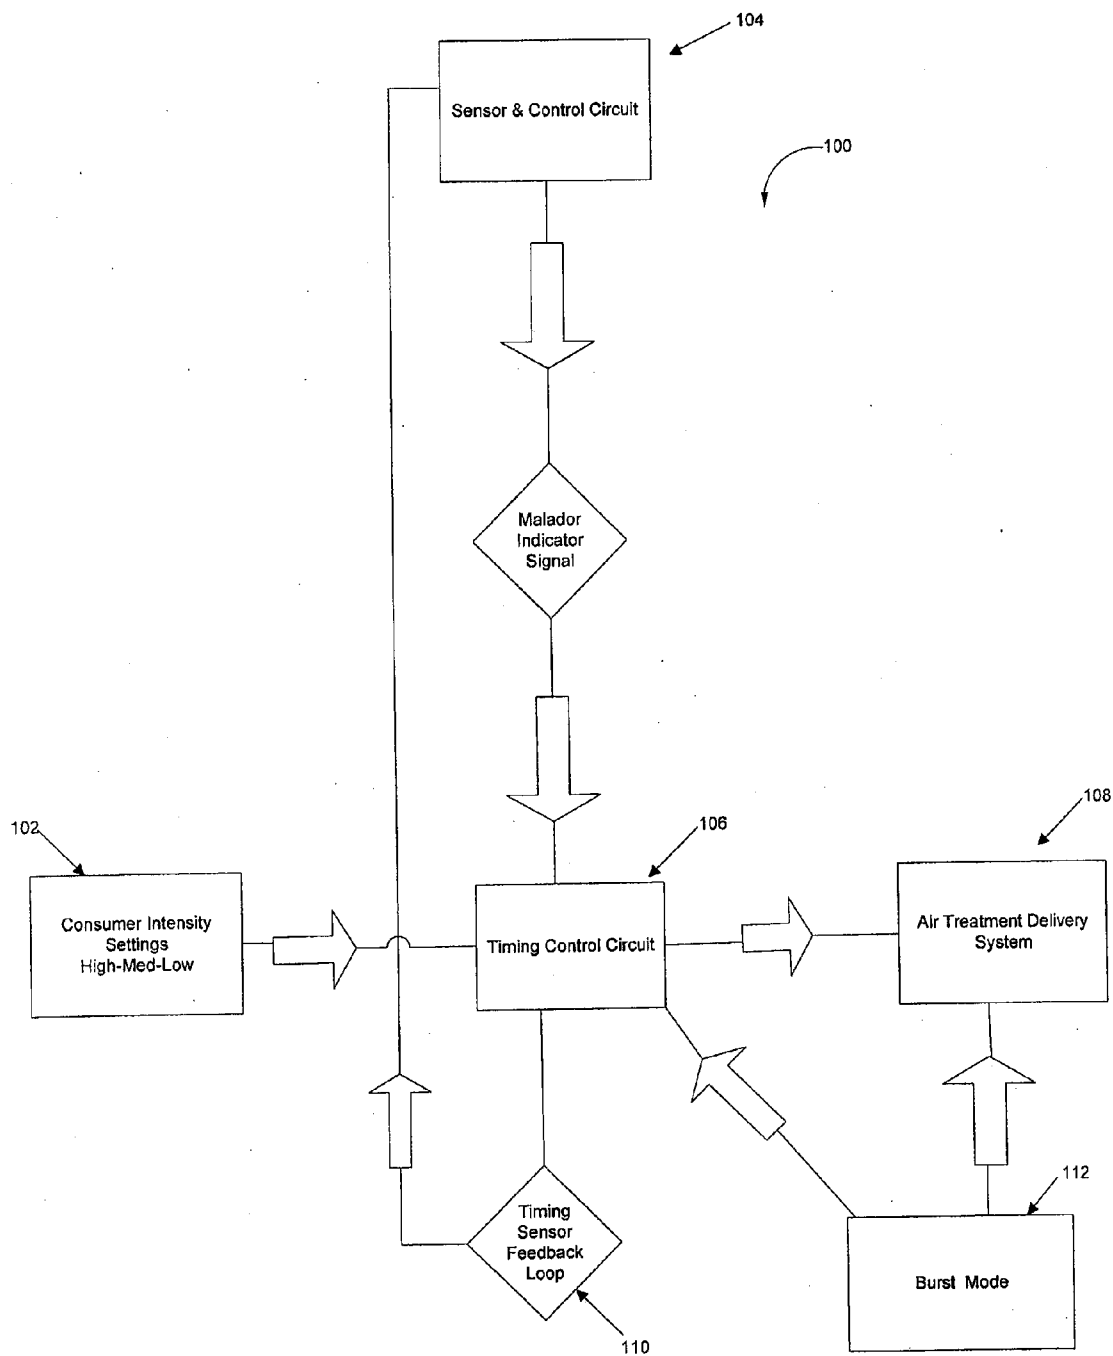 104
Sensor & Control Circuit
100
Malador
Indicator
Signal
102
106
108
Consumer Intensity
Settings
High-Med-Low
Timing Control Circuit
Air Treatment Delivery
System
112
Timing
Sensor
Feedback
Loop
Burst Mode
110